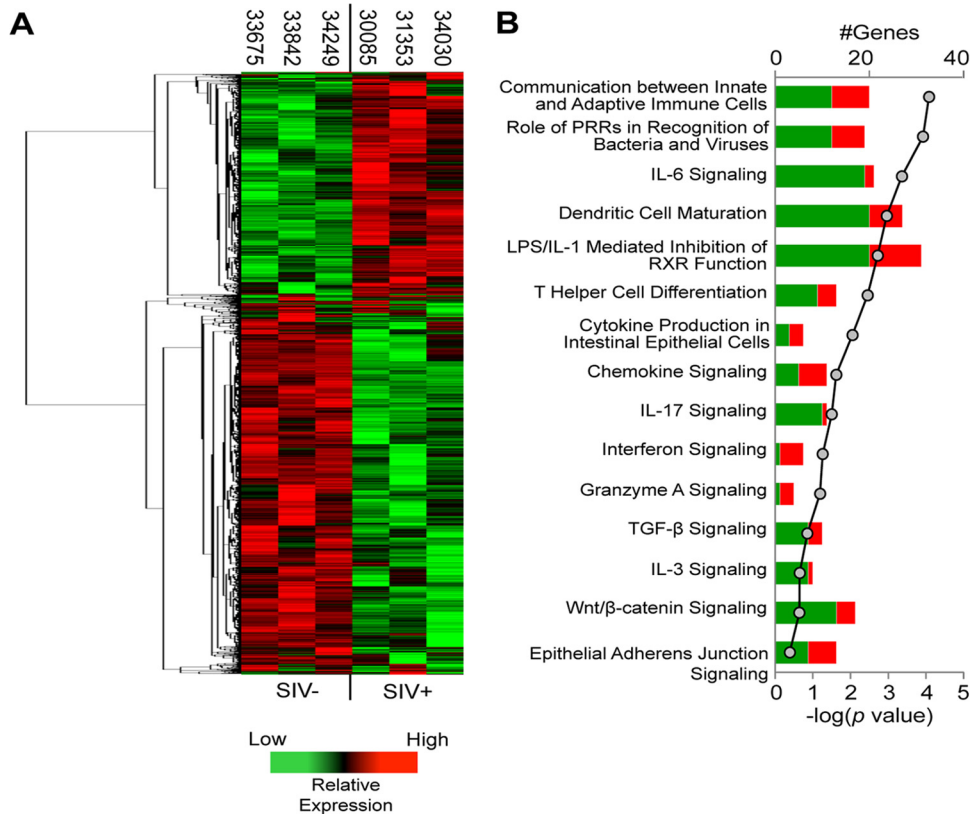 A
33675
33842
34249
30085
31353
34030
SIV-
SIV+
Low
High
Relative
Expression
B
#Genes
0
20
40
Communication between Innate
and Adaptive Immune Cells
Role of PRRs in Recognition of
Bacteria and Viruses
IL-6 Signaling
Dendritic Cell Maturation
LPS/IL-1 Mediated Inhibition of
RXR Function
T Helper Cell Differentiation
Cytokine Production in
Intestinal Epithelial Cells
Chemokine Signaling
IL-17 Signaling
Interferon Signaling
Granzyme A Signaling
TGF-β Signaling
IL-3 Signaling
Wnt/β-catenin Signaling
Epithelial Adherens Junction
Signaling
0 1 2 3 4 5
-log(p value)